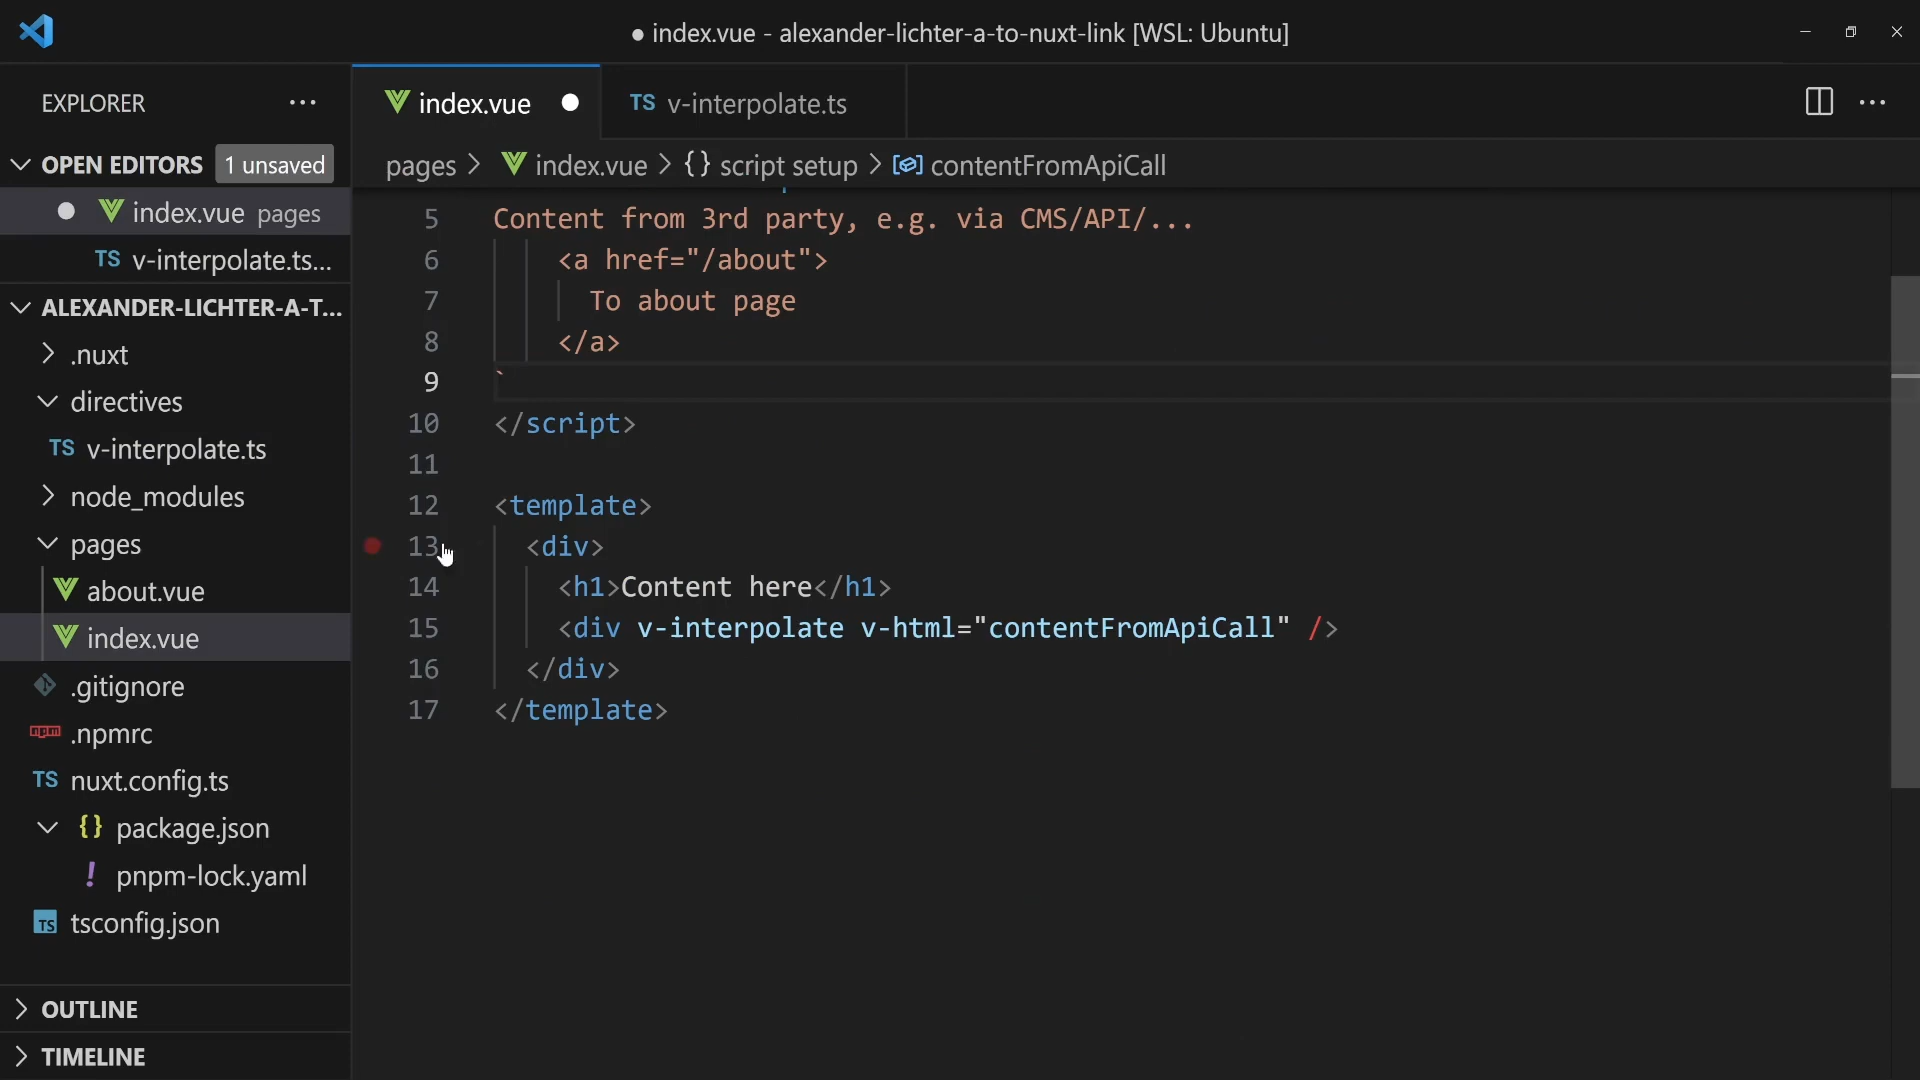 ● index.vue - alexander-lichter-a-to-nuxt-link [WSL: Ubuntu]
EXPLORER ...
OPEN EDITORS 1 unsaved
index.vue pages
TS v-interpolate.ts...
ALEXANDER-LICHTER-A-T...
.nuxt
directives
TS v-interpolate.ts
node_modules
pages
about.vue
index.vue
.gitignore
npm .npmrc
TS nuxt.config.ts
{} package.json
! pnpm-lock.yaml
TS tsconfig.json
OUTLINE
TIMELINE
index.vue ●
TS v-interpolate.ts
pages > index.vue > {} script setup > contentFromApiCall
5 Content from 3rd party, e.g. via CMS/API/...
6 <a href="/about">
7 To about page
8 </a>
9 `
10 </script>
11
12 <template>
13 <div>
14 <h1>Content here</h1>
15 <div v-interpolate v-html="contentFromApiCall" />
16 </div>
17 </template>